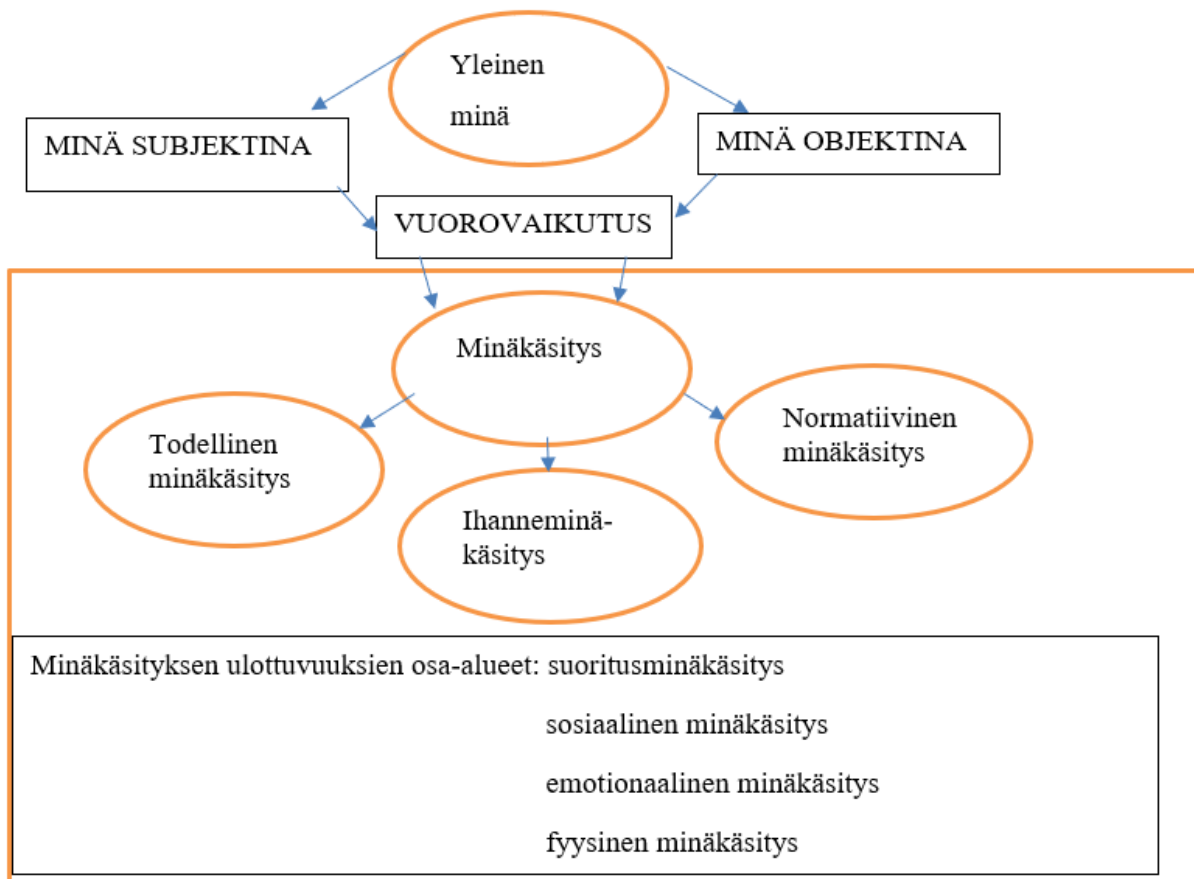 Yleinen
minä
MINÄ SUBJEKTINA
MINÄ OBJEKTINA
VUOROVAIKUTUS
Minäkäsitys
Todellinen
minäkäsitys
Normatiivinen
minäkäsitys
Ihanneminä-
käsitys
Minäkäsityksen ulottuvuuksien osa-alueet: suoritusminäkäsitys
sosiaalinen minäkäsitys
emotionaalinen minäkäsitys
fyysinen minäkäsitys